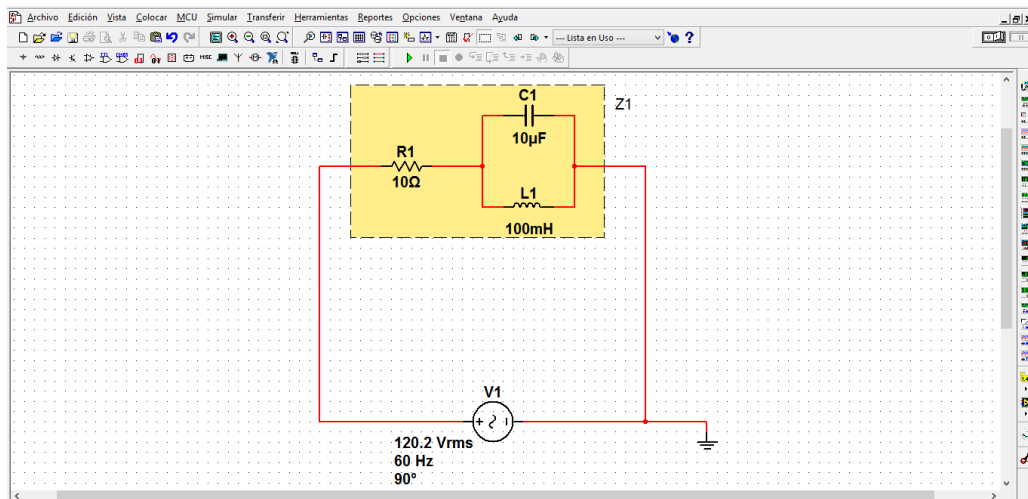 Archivo Edición Vista Colocar MCU Simular Transferir Herramientas Reportes Opciones Ventana Ayuda
--- Lista en Uso ---
MISC
C1
Z1
10µF
R1
10Ω
L1
100mH
V1
120.2 Vrms
60 Hz
90°